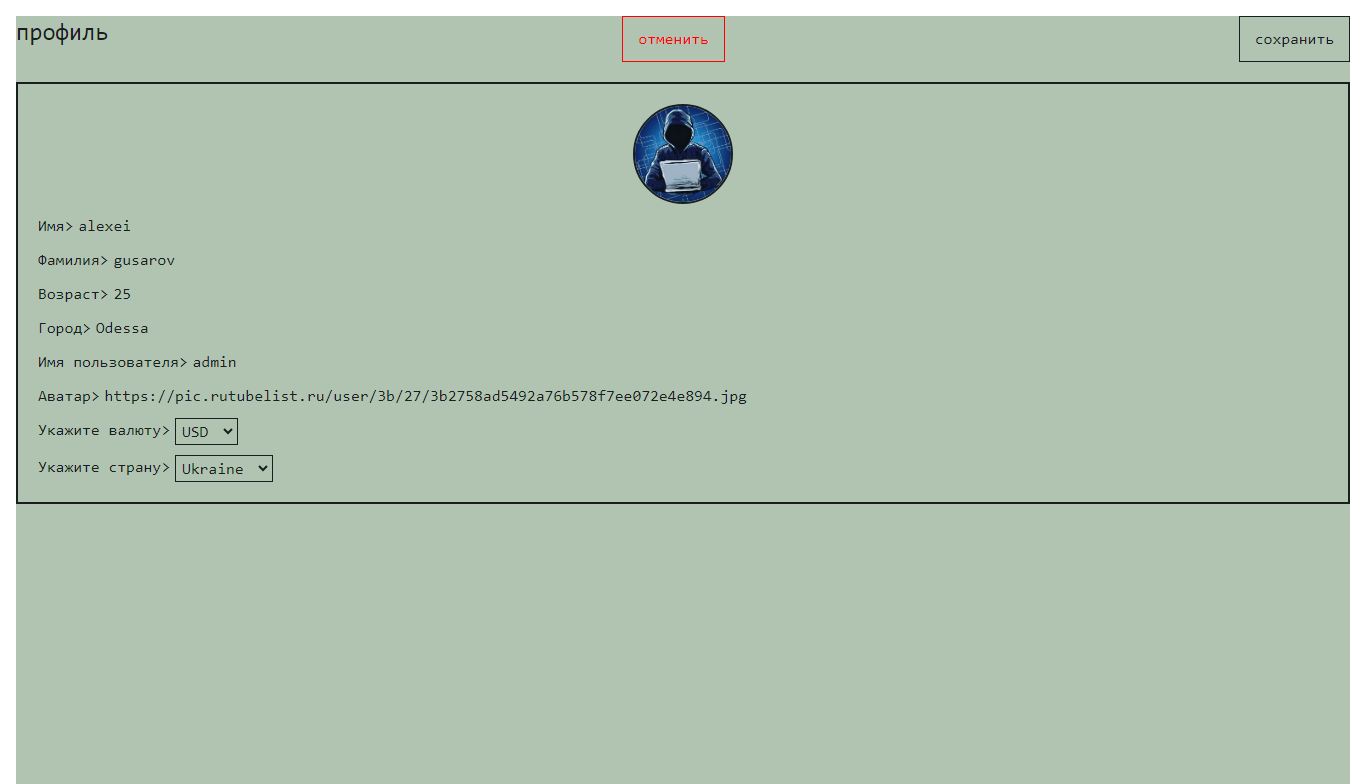 профиль
отменить
сохранить
Имя> alexei
Фамилия> gusarov
Возраст> 25
Город> Odessa
Имя пользователя> admin
Аватар> https://pic.rutubelist.ru/user/3b/27/3b2758ad5492a76b578f7ee072e4e894.jpg
Укажите валюту> USD
Укажите страну> Ukraine